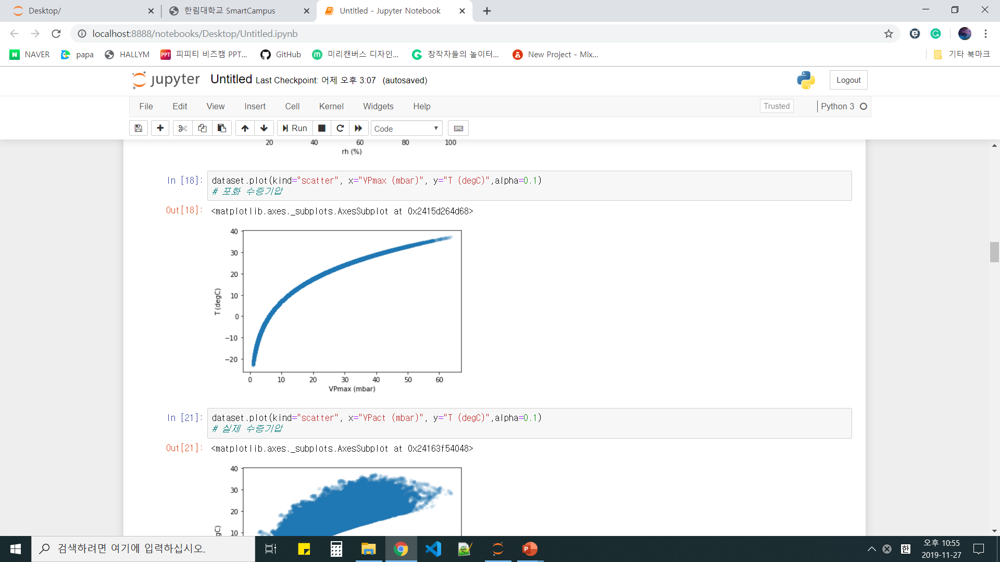 Desktop/
한림대학교 SmartCampus
Untitled - Jupyter Notebook
localhost:8888/notebooks/Desktop/Untitled.ipynb
NAVER
papa
HALLYM
PPT
피피티 비즈캠 PPT...
GitHub
미리캔버스 디자인...
창작자들의 놀이터...
New Project - Mix...
기타 북마크
jupyter
Untitled Last Checkpoint: 어제 오후 3:07 (autosaved)
Logout
File Edit View Insert Cell Kernel Widgets Help
Trusted
Python 3
Run
Code
20 40 60 80 100
rh (%)
In [18]: dataset.plot(kind="scatter", x="VPmax (mbar)", y="T (degC)",alpha=0.1)
# 포화 수증기압
Out[18]: <matplotlib.axes._subplots.AxesSubplot at 0x2415d264d68>
40
30
20
10
0
−10
−20
T (degC)
0 10 20 30 40 50 60
VPmax (mbar)
In [21]: dataset.plot(kind="scatter", x="VPact (mbar)", y="T (degC)",alpha=0.1)
# 실제 수증기압
Out[21]: <matplotlib.axes._subplots.AxesSubplot at 0x24163f54048>
40
30
20
10
gC)
검색하려면 여기에 입력하십시오.
한
오후 10:55
2019-11-27